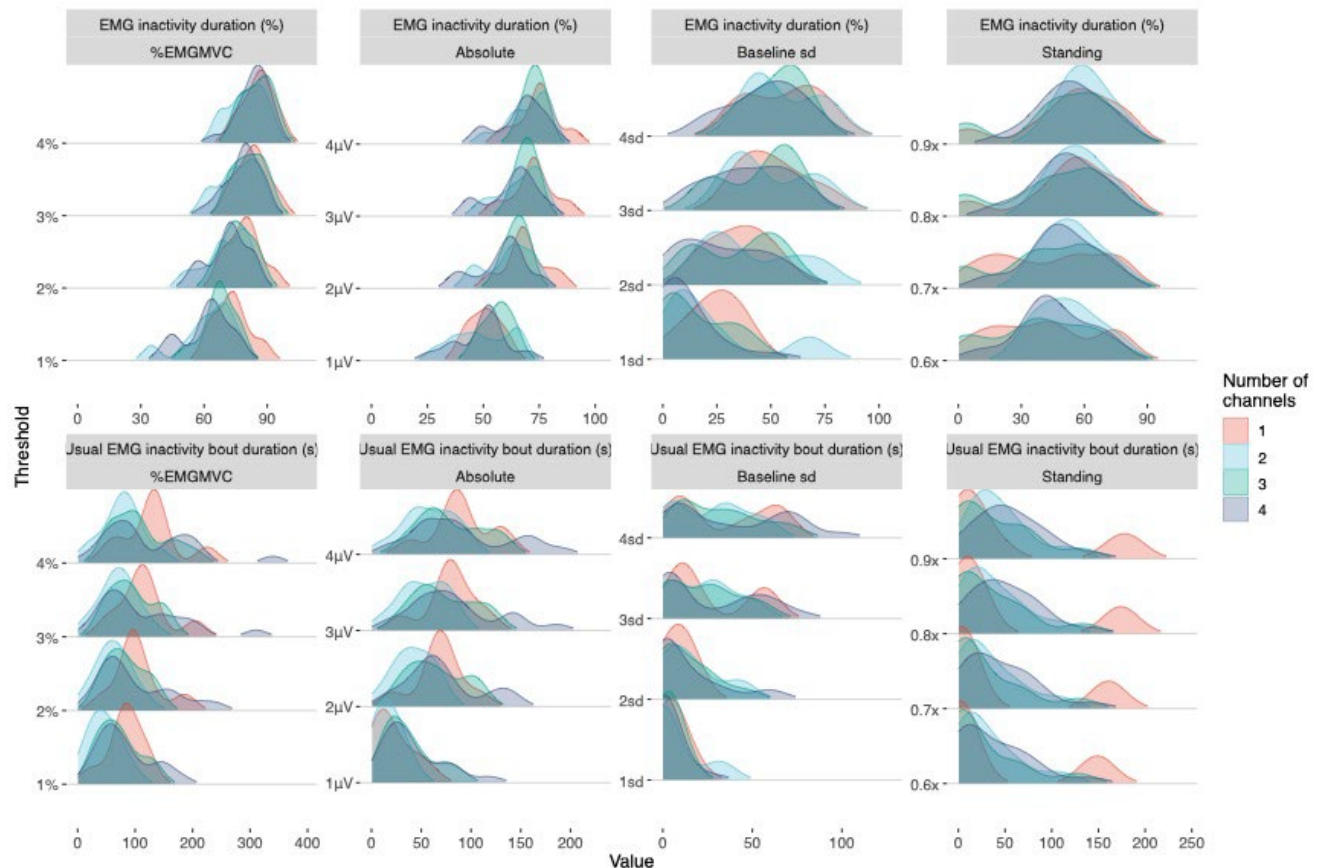 EMG inactivity duration (%)
%EMGMVC
EMG inactivity duration (%)
Absolute
EMG inactivity duration (%)
Baseline sd
EMG inactivity duration (%)
Standing
4%
3%
2%
1%
4µV
3µV
2µV
1µV
4sd
3sd
2sd
1sd
0.9x
0.8x
0.7x
0.6x
0 30 60 90
0 25 50 75 100
0 25 50 75 100
0 30 60 90
Threshold
Usual EMG inactivity bout duration (s)
%EMGMVC
Usual EMG inactivity bout duration (s)
Absolute
Usual EMG inactivity bout duration (s)
Baseline sd
Usual EMG inactivity bout duration (s)
Standing
4%
3%
2%
1%
4µV
3µV
2µV
1µV
4sd
3sd
2sd
1sd
0.9x
0.8x
0.7x
0.6x
0 100 200 300 400
0 50 100 150 200
0 50 100
0 50 100 150 200 250
Value
Number of
channels
1
2
3
4